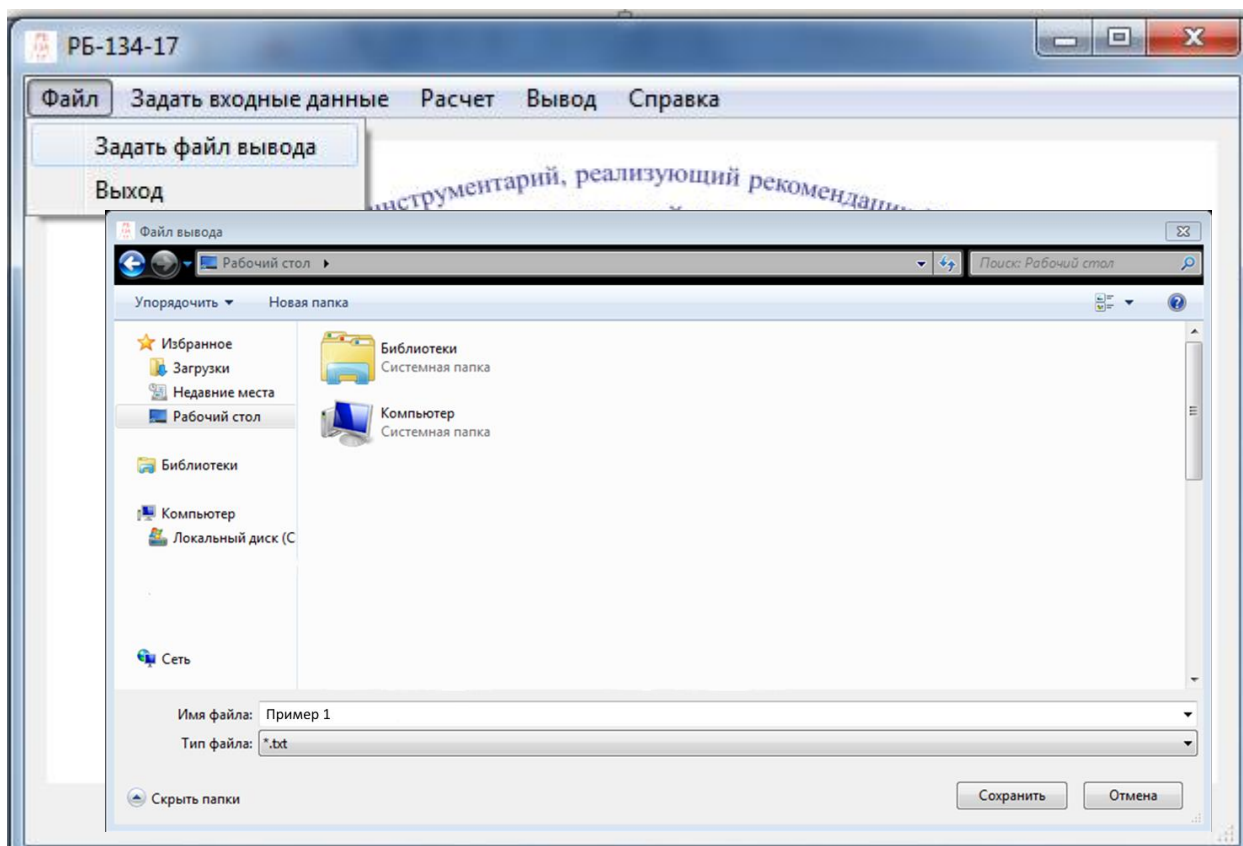 РБ-134-17
Файл Задать входные данные Расчет Вывод Справка
Задать файл вывода
Выход
реализующий
Файл вывода
Рабочий стол
Поиск: Рабочий стол
Упорядочить Новая папка
Избранное
Загрузки
Недавние места
Рабочий стол
Библиотеки
Компьютер
Локальный диск (C
Сеть
Библиотеки
Системная папка
Компьютер
Системная папка
Имя файла: Пример 1
Тип файла: *.txt
Скрыть папки
Сохранить Отмена